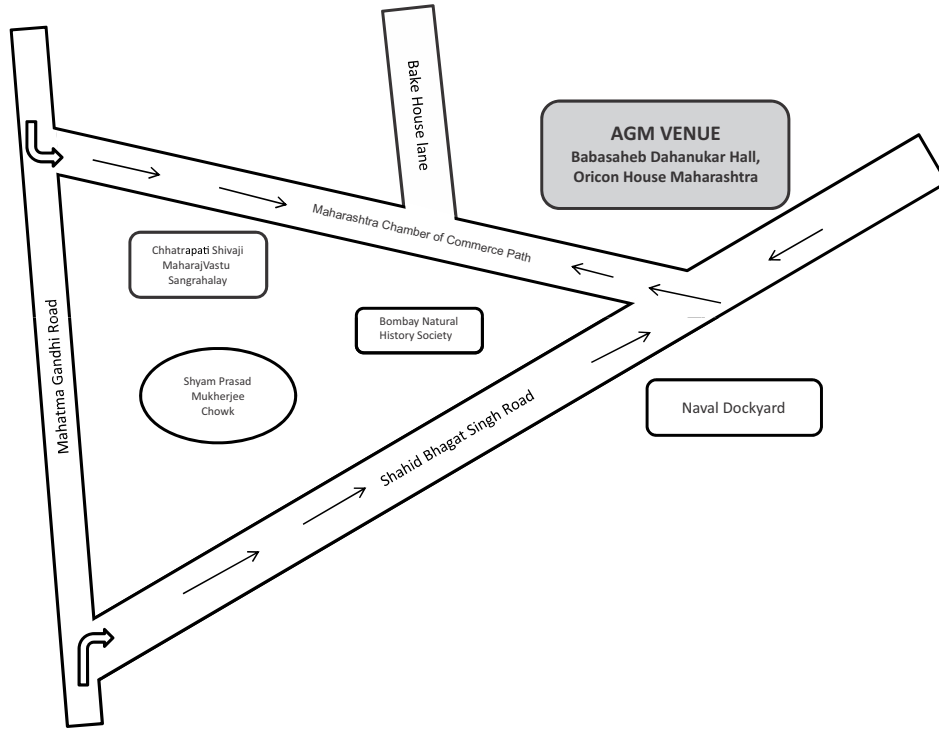 Bake House lane
AGM VENUE
Babasaheb Dahanukar Hall,
Oricon House Maharashtra
Maharashtra Chamber of Commerce Path
Chhatrapati Shivaji
MaharajVastu
Sangrahalay
Bombay Natural
History Society
Mahatma Gandhi Road
Shyam Prasad
Mukherjee
Chowk
Naval Dockyard
Shahid Bhagat Singh Road